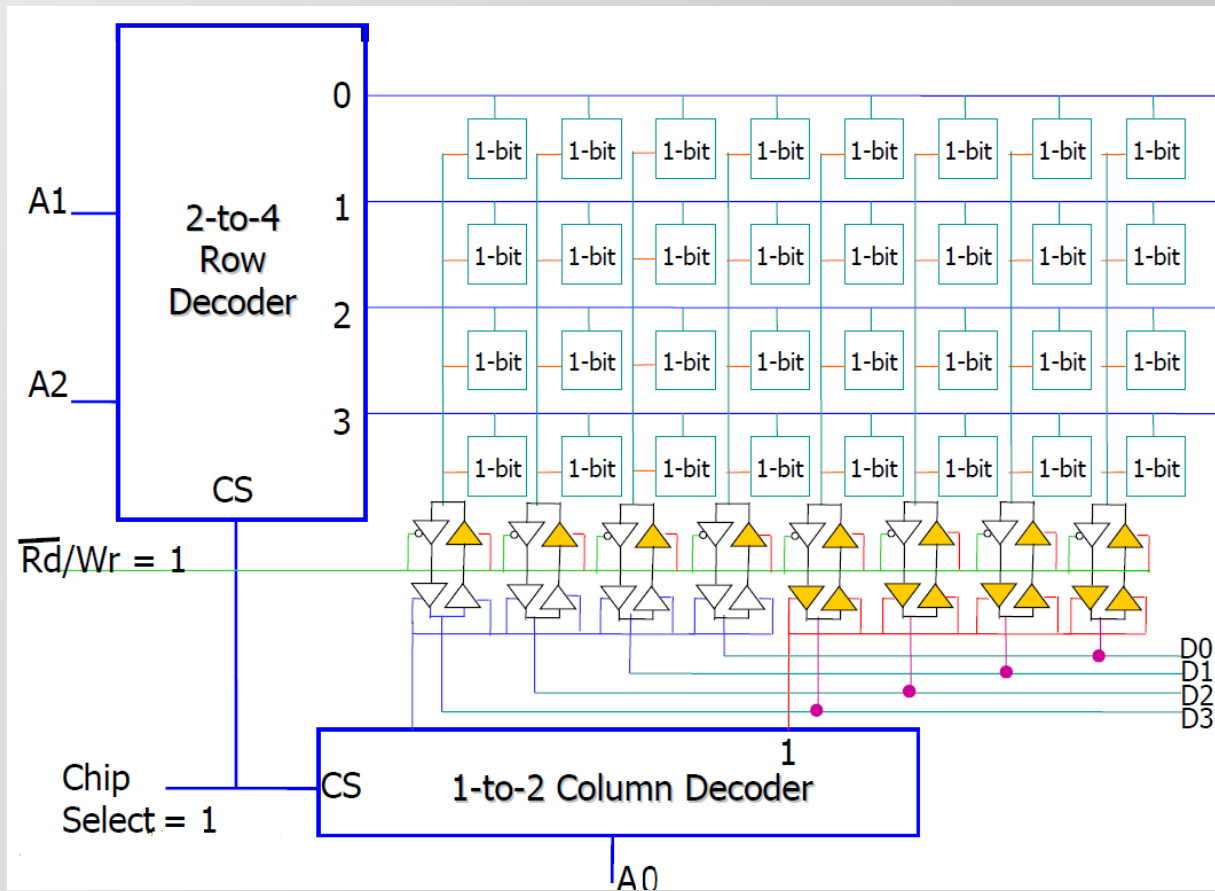 0
1-bit 1-bit 1-bit 1-bit 1-bit 1-bit 1-bit 1-bit
A1
2-to-4
Row
Decoder
1
1-bit 1-bit 1-bit 1-bit 1-bit 1-bit 1-bit 1-bit
2
A2
1-bit 1-bit 1-bit 1-bit 1-bit 1-bit 1-bit 1-bit
3
1-bit 1-bit 1-bit 1-bit 1-bit 1-bit 1-bit 1-bit
CS
R̅d̅/Wr = 1
D0
D1
D2
D3
1
Chip
Select = 1
CS
1-to-2 Column Decoder
A0